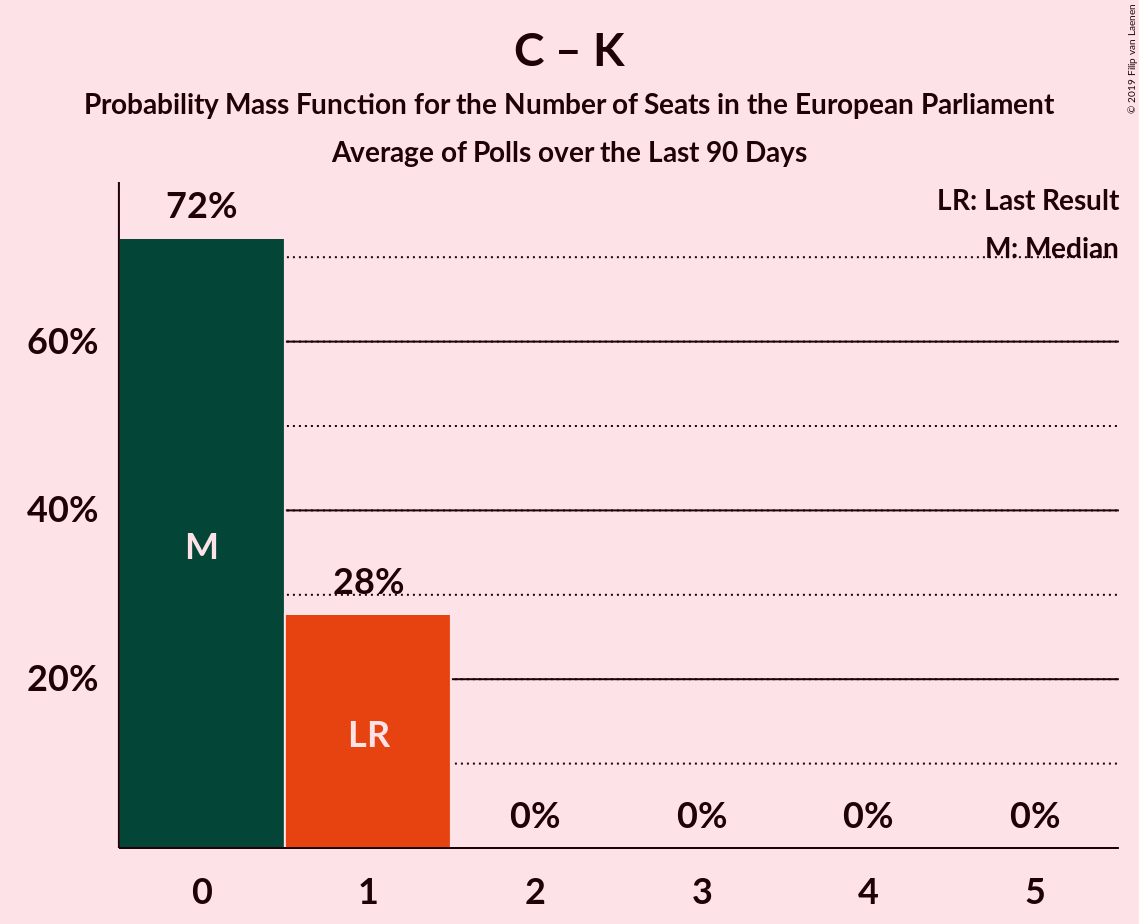 C – K
Probability Mass Function for the Number of Seats in the European Parliament
Average of Polls over the Last 90 Days
© 2019 Filip van Laenen
LR: Last Result
M: Median
72%
60%
40%
M
28%
20%
LR
0% 0% 0% 0%
0 1 2 3 4 5